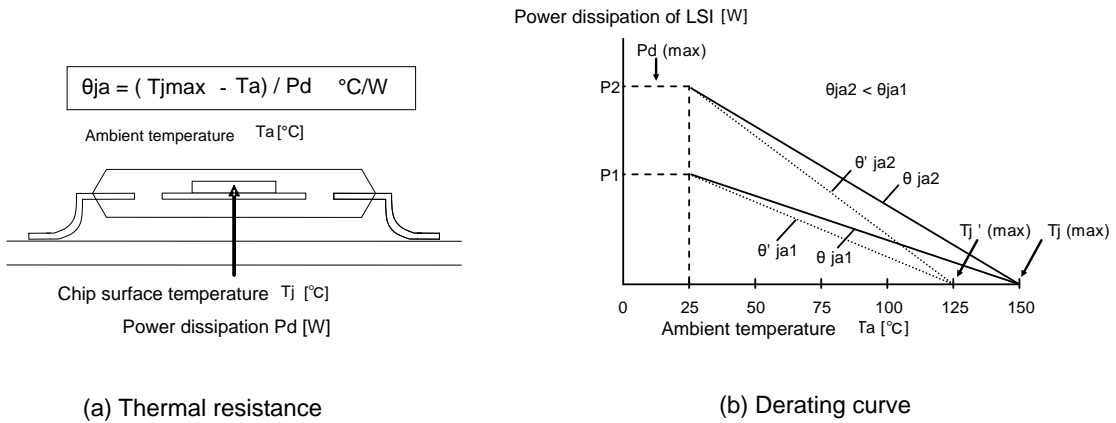 θja = ( Tjmax - Ta) / Pd °C/W
Ambient temperature Ta [°C]
Chip surface temperature Tj [°C]
Power dissipation Pd [W]
(a) Thermal resistance
Power dissipation of LSI [W]
Pd (max)
P2
θja2 < θja1
P1
θ' ja2
θ ja2
Tj ' (max)
Tj (max)
θ' ja1
θ ja1
0 25 50 75 100 125 150
Ambient temperature Ta [°C]
(b) Derating curve